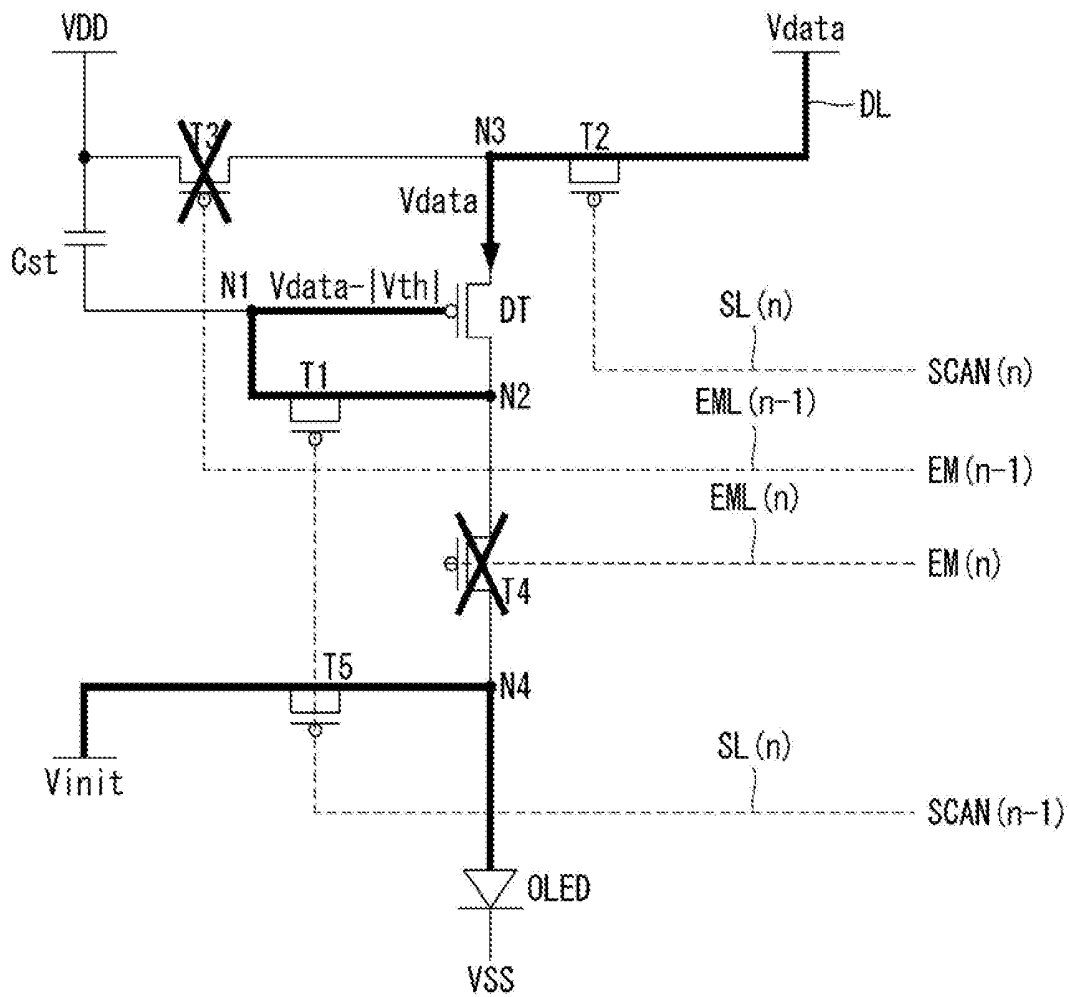 VDD
Vdata
DL
T3
N3
T2
Vdata
Cst
N1
Vdata-|Vth|
DT
SL(n)
SCAN(n)
T1
N2
EML(n-1)
EM(n-1)
EML(n)
EM(n)
T4
T5
N4
Vinit
SL(n)
SCAN(n-1)
OLED
VSS